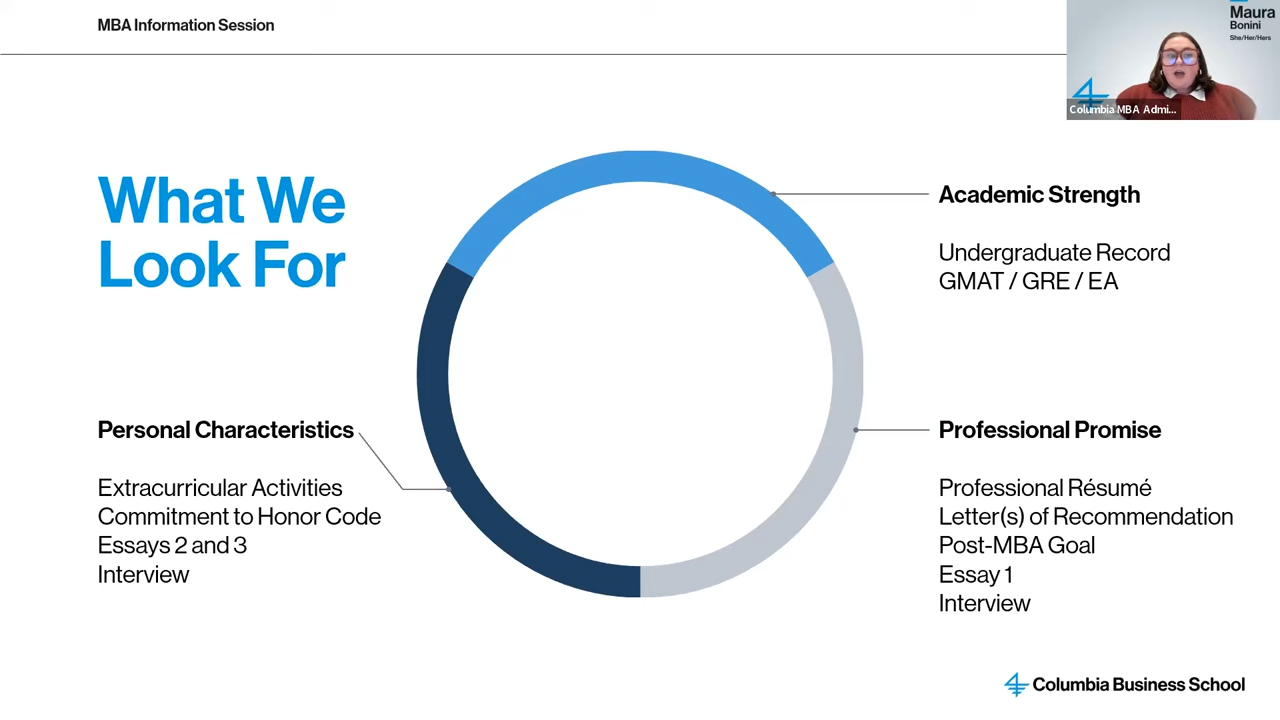 MBA Information Session
Maura
Bonini
She/Her/Hers
Columbia MBA Admi...
What We
Look For
Academic Strength
Undergraduate Record
GMAT / GRE / EA
Personal Characteristics
Extracurricular Activities
Commitment to Honor Code
Essays 2 and 3
Interview
Professional Promise
Professional Résumé
Letter(s) of Recommendation
Post-MBA Goal
Essay 1
Interview
Columbia Business School